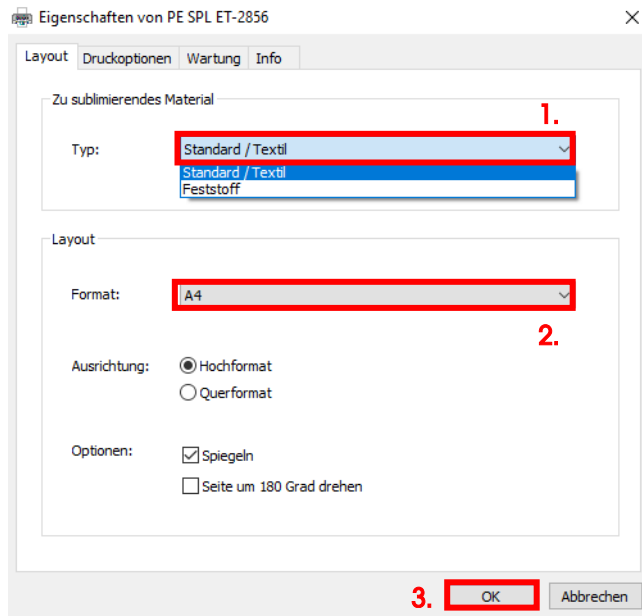 Eigenschaften von PE SPL ET-2856
Layout Druckoptionen Wartung Info
Zu sublimierendes Material
1.
Typ: Standard / Textil
Standard / Textil
Feststoff
Layout
Format: A4
2.
Ausrichtung: Hochformat
Querformat
Optionen: Spiegeln
Seite um 180 Grad drehen
3. OK Abbrechen